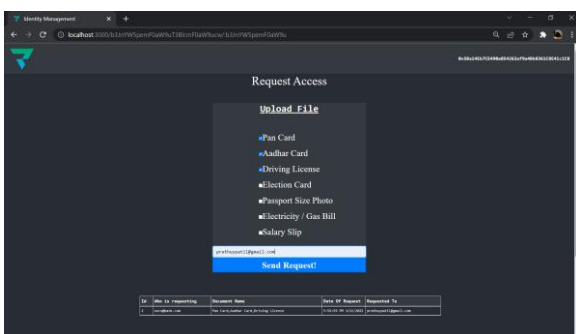 Identity Management
localhost:3000/
Request Access
Upload File
Pan Card
Aadhar Card
Driving License
Election Card
Passport Size Photo
Electricity / Gas Bill
Salary Slip
Send Request!
Id Who is requesting Document Name Date Of Request Requested To
Pan Card,Aadhar Card,Driving License